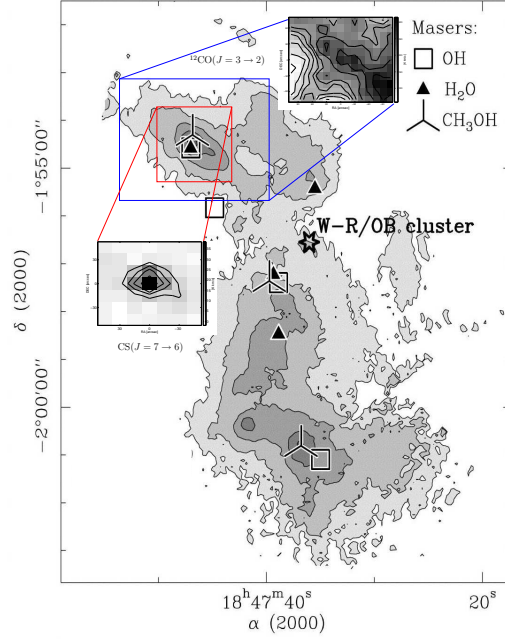 Masers:
OH
H₂O
CH₃OH
¹²CO(J = 3 → 2)
−1°55′00″
W−R/OB cluster
δ (2000)
CS(J = 7 → 6)
−2°00′00″
18ʰ47ᵐ40ˢ
20ˢ
α (2000)